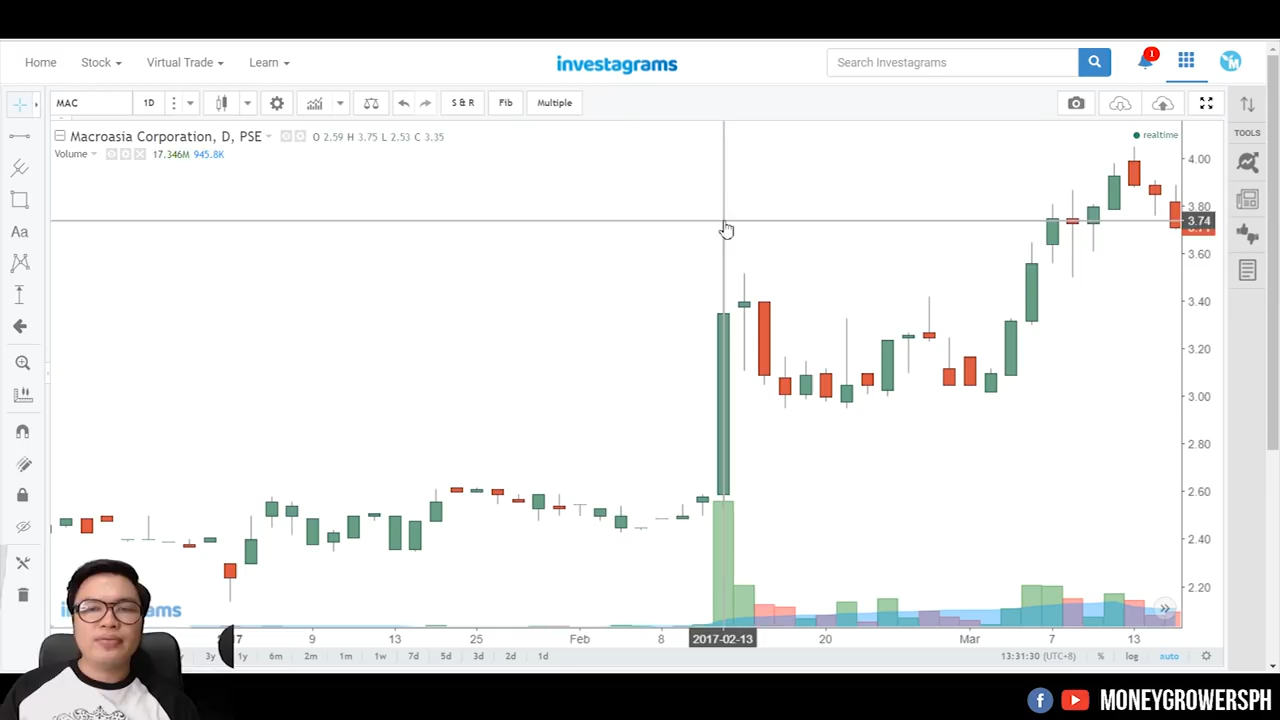 Home Stock Virtual Trade Learn investagrams Search Investagrams 1
MAC 1D S & R Fib Multiple
Macroasia Corporation, D, PSE O 2.59 H 3.75 L 2.53 C 3.35
Volume 17.346M 945.8K
realtime
TOOLS
Aa
4.00
3.80
3.74
3.60
3.40
3.20
3.00
2.80
2.60
2.40
2.20
9 13 25 Feb 8 2017-02-13 20 Mar 7 13
3y 1y 6m 2m 1m 1w 7d 5d 3d 2d 1d 13:31:30 (UTC+8) % log auto
MONEYGROWERSPH